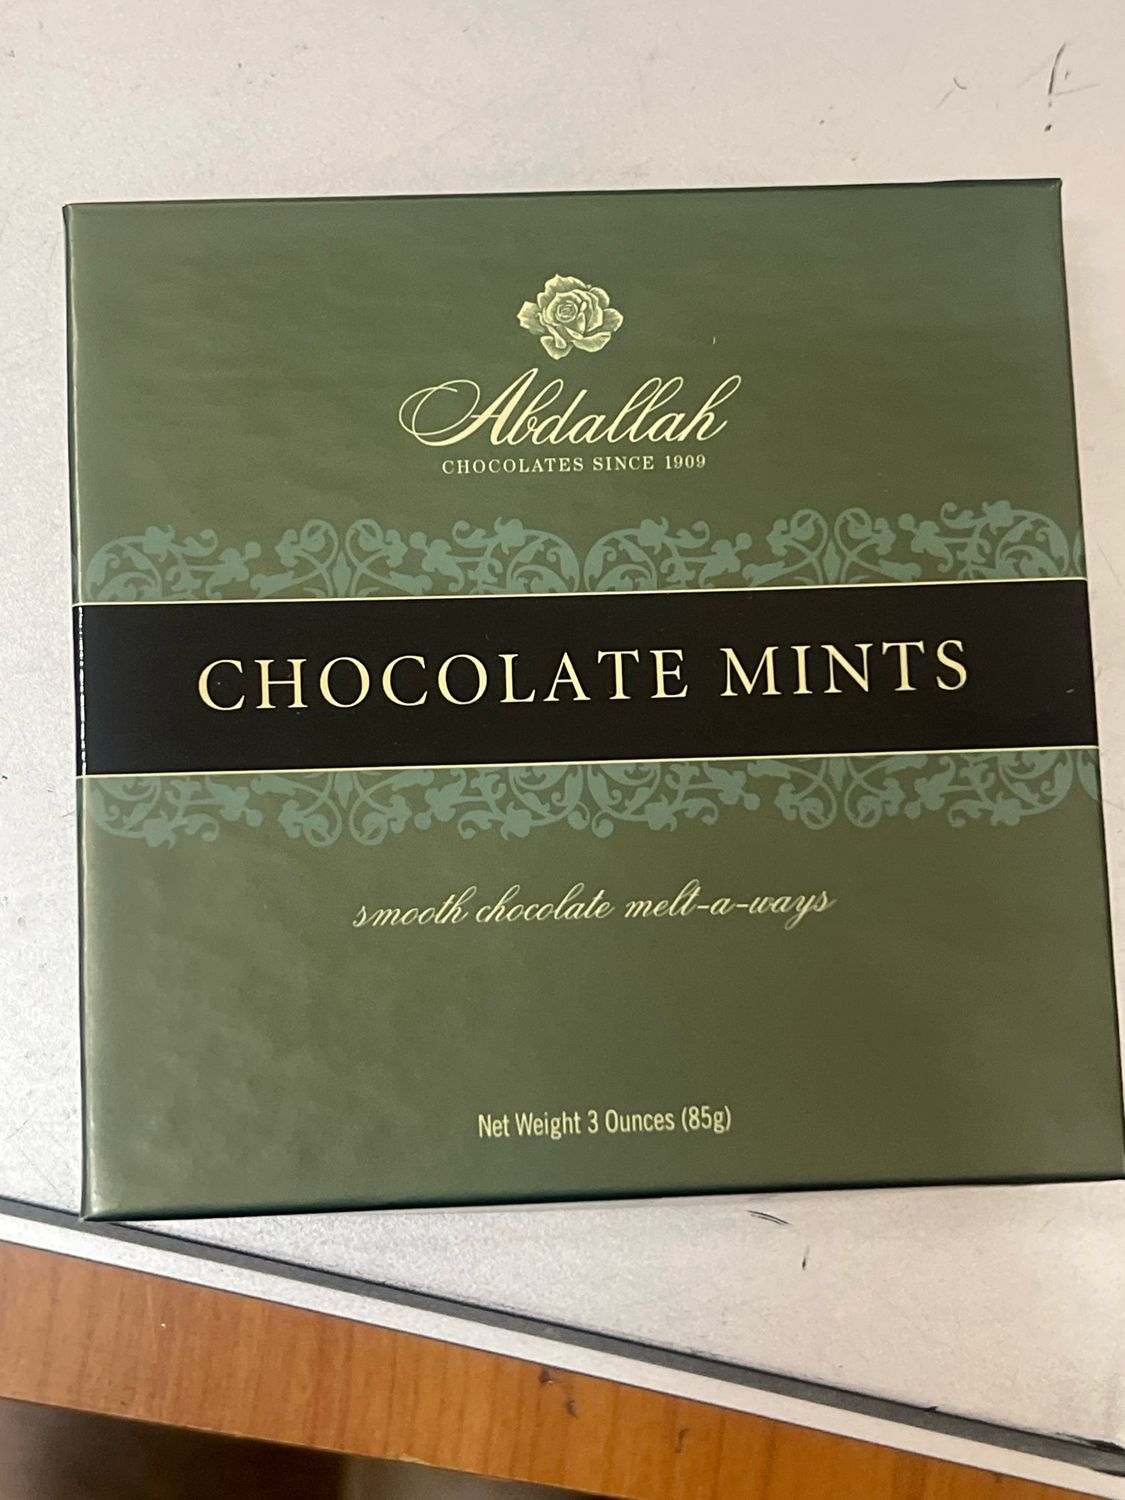 Abdallah
CHOCOLATES SINCE 1909
CHOCOLATE MINTS
smooth chocolate melt-a-ways
Net Weight 3 Ounces (85g)